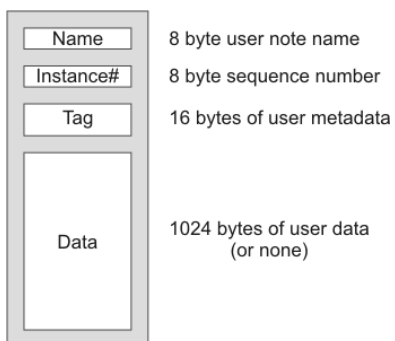 Name 8 byte user note name
Instance# 8 byte sequence number
Tag 16 bytes of user metadata
Data 1024 bytes of user data
(or none)